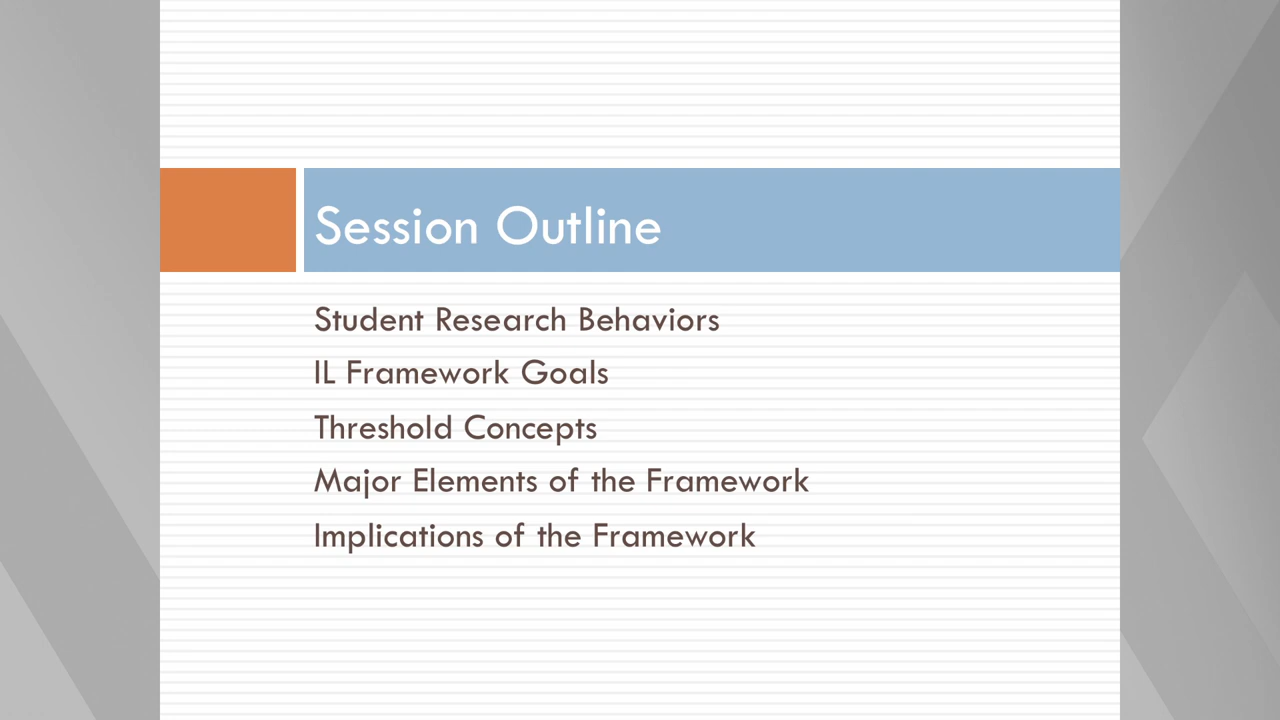 Session Outline
Student Research Behaviors
IL Framework Goals
Threshold Concepts
Major Elements of the Framework
Implications of the Framework